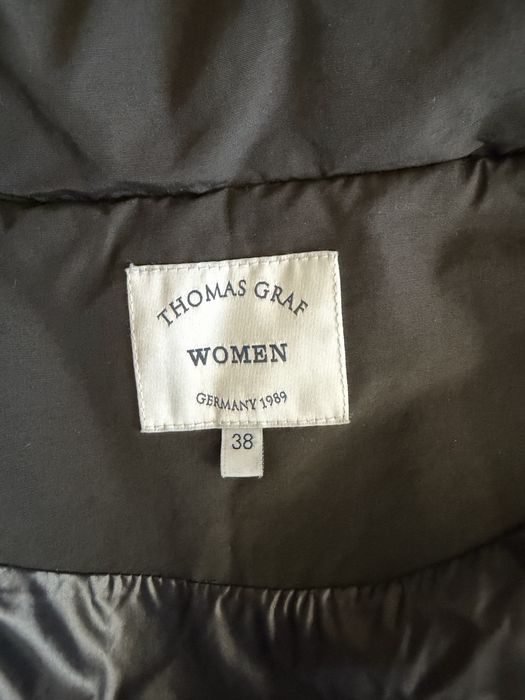 THOMAS GRAF
WOMEN
GERMANY 1989
38